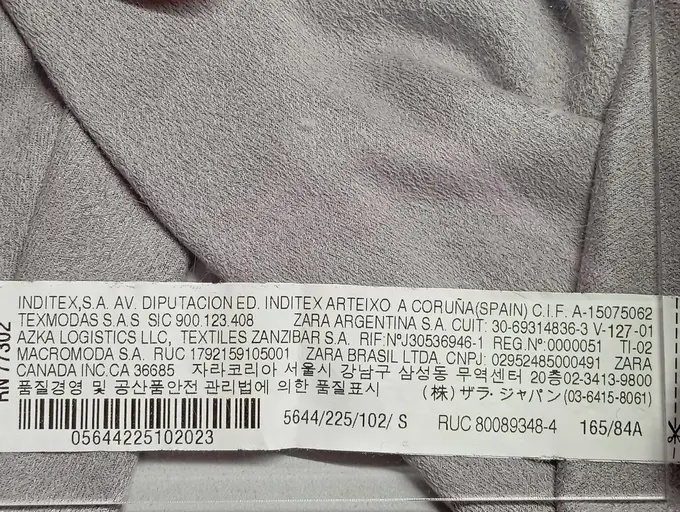 INDITEX,S.A. AV. DIPUTACION ED. INDITEX ARTEIXO A CORUÑA(SPAIN) C.I.F. A-15075062
TEXMODAS S.A.S SIC 900.123.408 ZARA ARGENTINA S.A. CUIT: 30-69314836-3 V-127-01
AZKA LOGISTICS LLC, TEXTILES ZANZIBAR S.A. RIF:NºJ30536946-1 REG.Nº:0000051 TI-02
MACROMODA S.A. RUC 1792159105001 ZARA BRASIL LTDA. CNPJ: 02952485000491 ZARA
CANADA INC.CA 36685 자라코리아 서울시 강남구 삼성동 무역센터 20층02-3413-9800
품질경영 및 공산품안전 관리법에 의한 품질표시 (株) ザラ・ジャパン(03-6415-8061)
05644225102023
5644/225/102/ S RUC 80089348-4 165/84A
RN77302